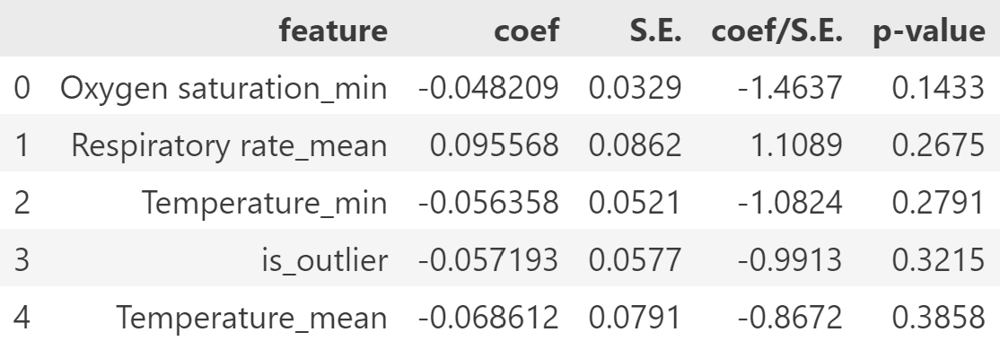 feature coef S.E. coef/S.E. p-value
0 Oxygen saturation_min -0.048209 0.0329 -1.4637 0.1433
1 Respiratory rate_mean 0.095568 0.0862 1.1089 0.2675
2 Temperature_min -0.056358 0.0521 -1.0824 0.2791
3 is_outlier -0.057193 0.0577 -0.9913 0.3215
4 Temperature_mean -0.068612 0.0791 -0.8672 0.3858